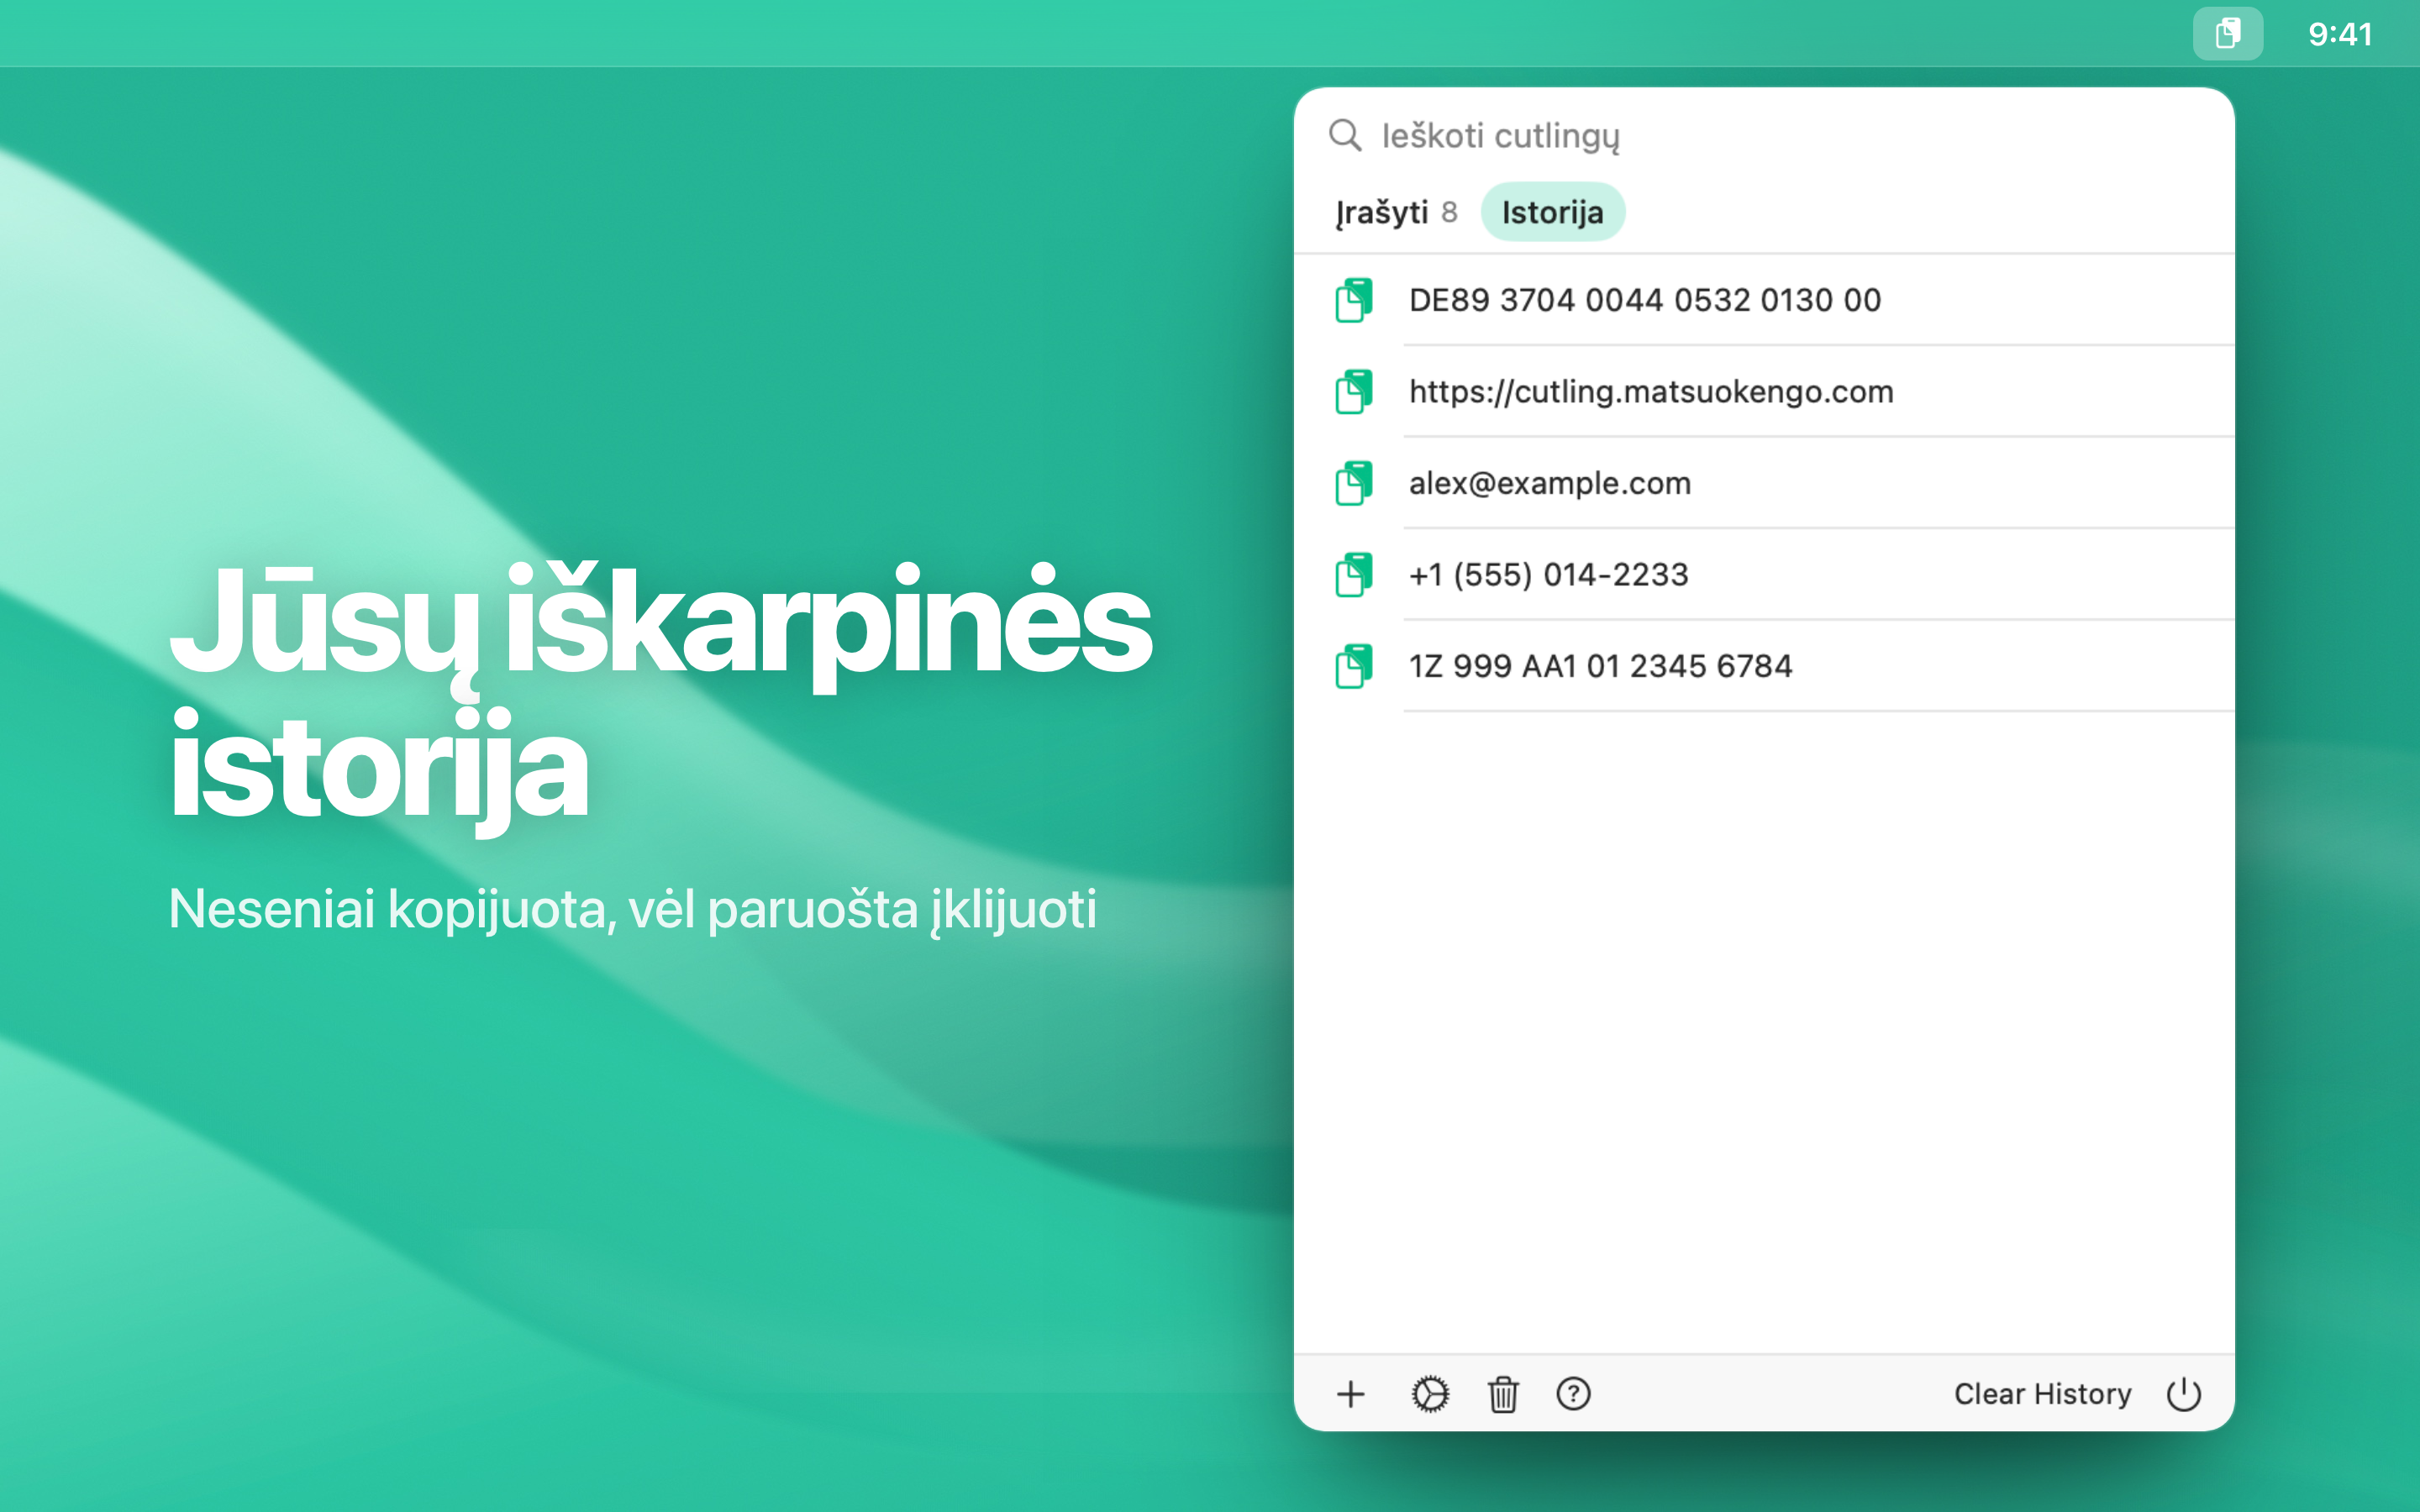 9:41
Jūsų iškarpinės
istorija
Neseniai kopijuota, vėl paruošta įklijuoti
Ieškoti cutlingų
Įrašyti 8 Istorija
DE89 3704 0044 0532 0130 00
https://cutling.matsuokengo.com
alex@example.com
+1 (555) 014-2233
1Z 999 AA1 01 2345 6784
Clear History